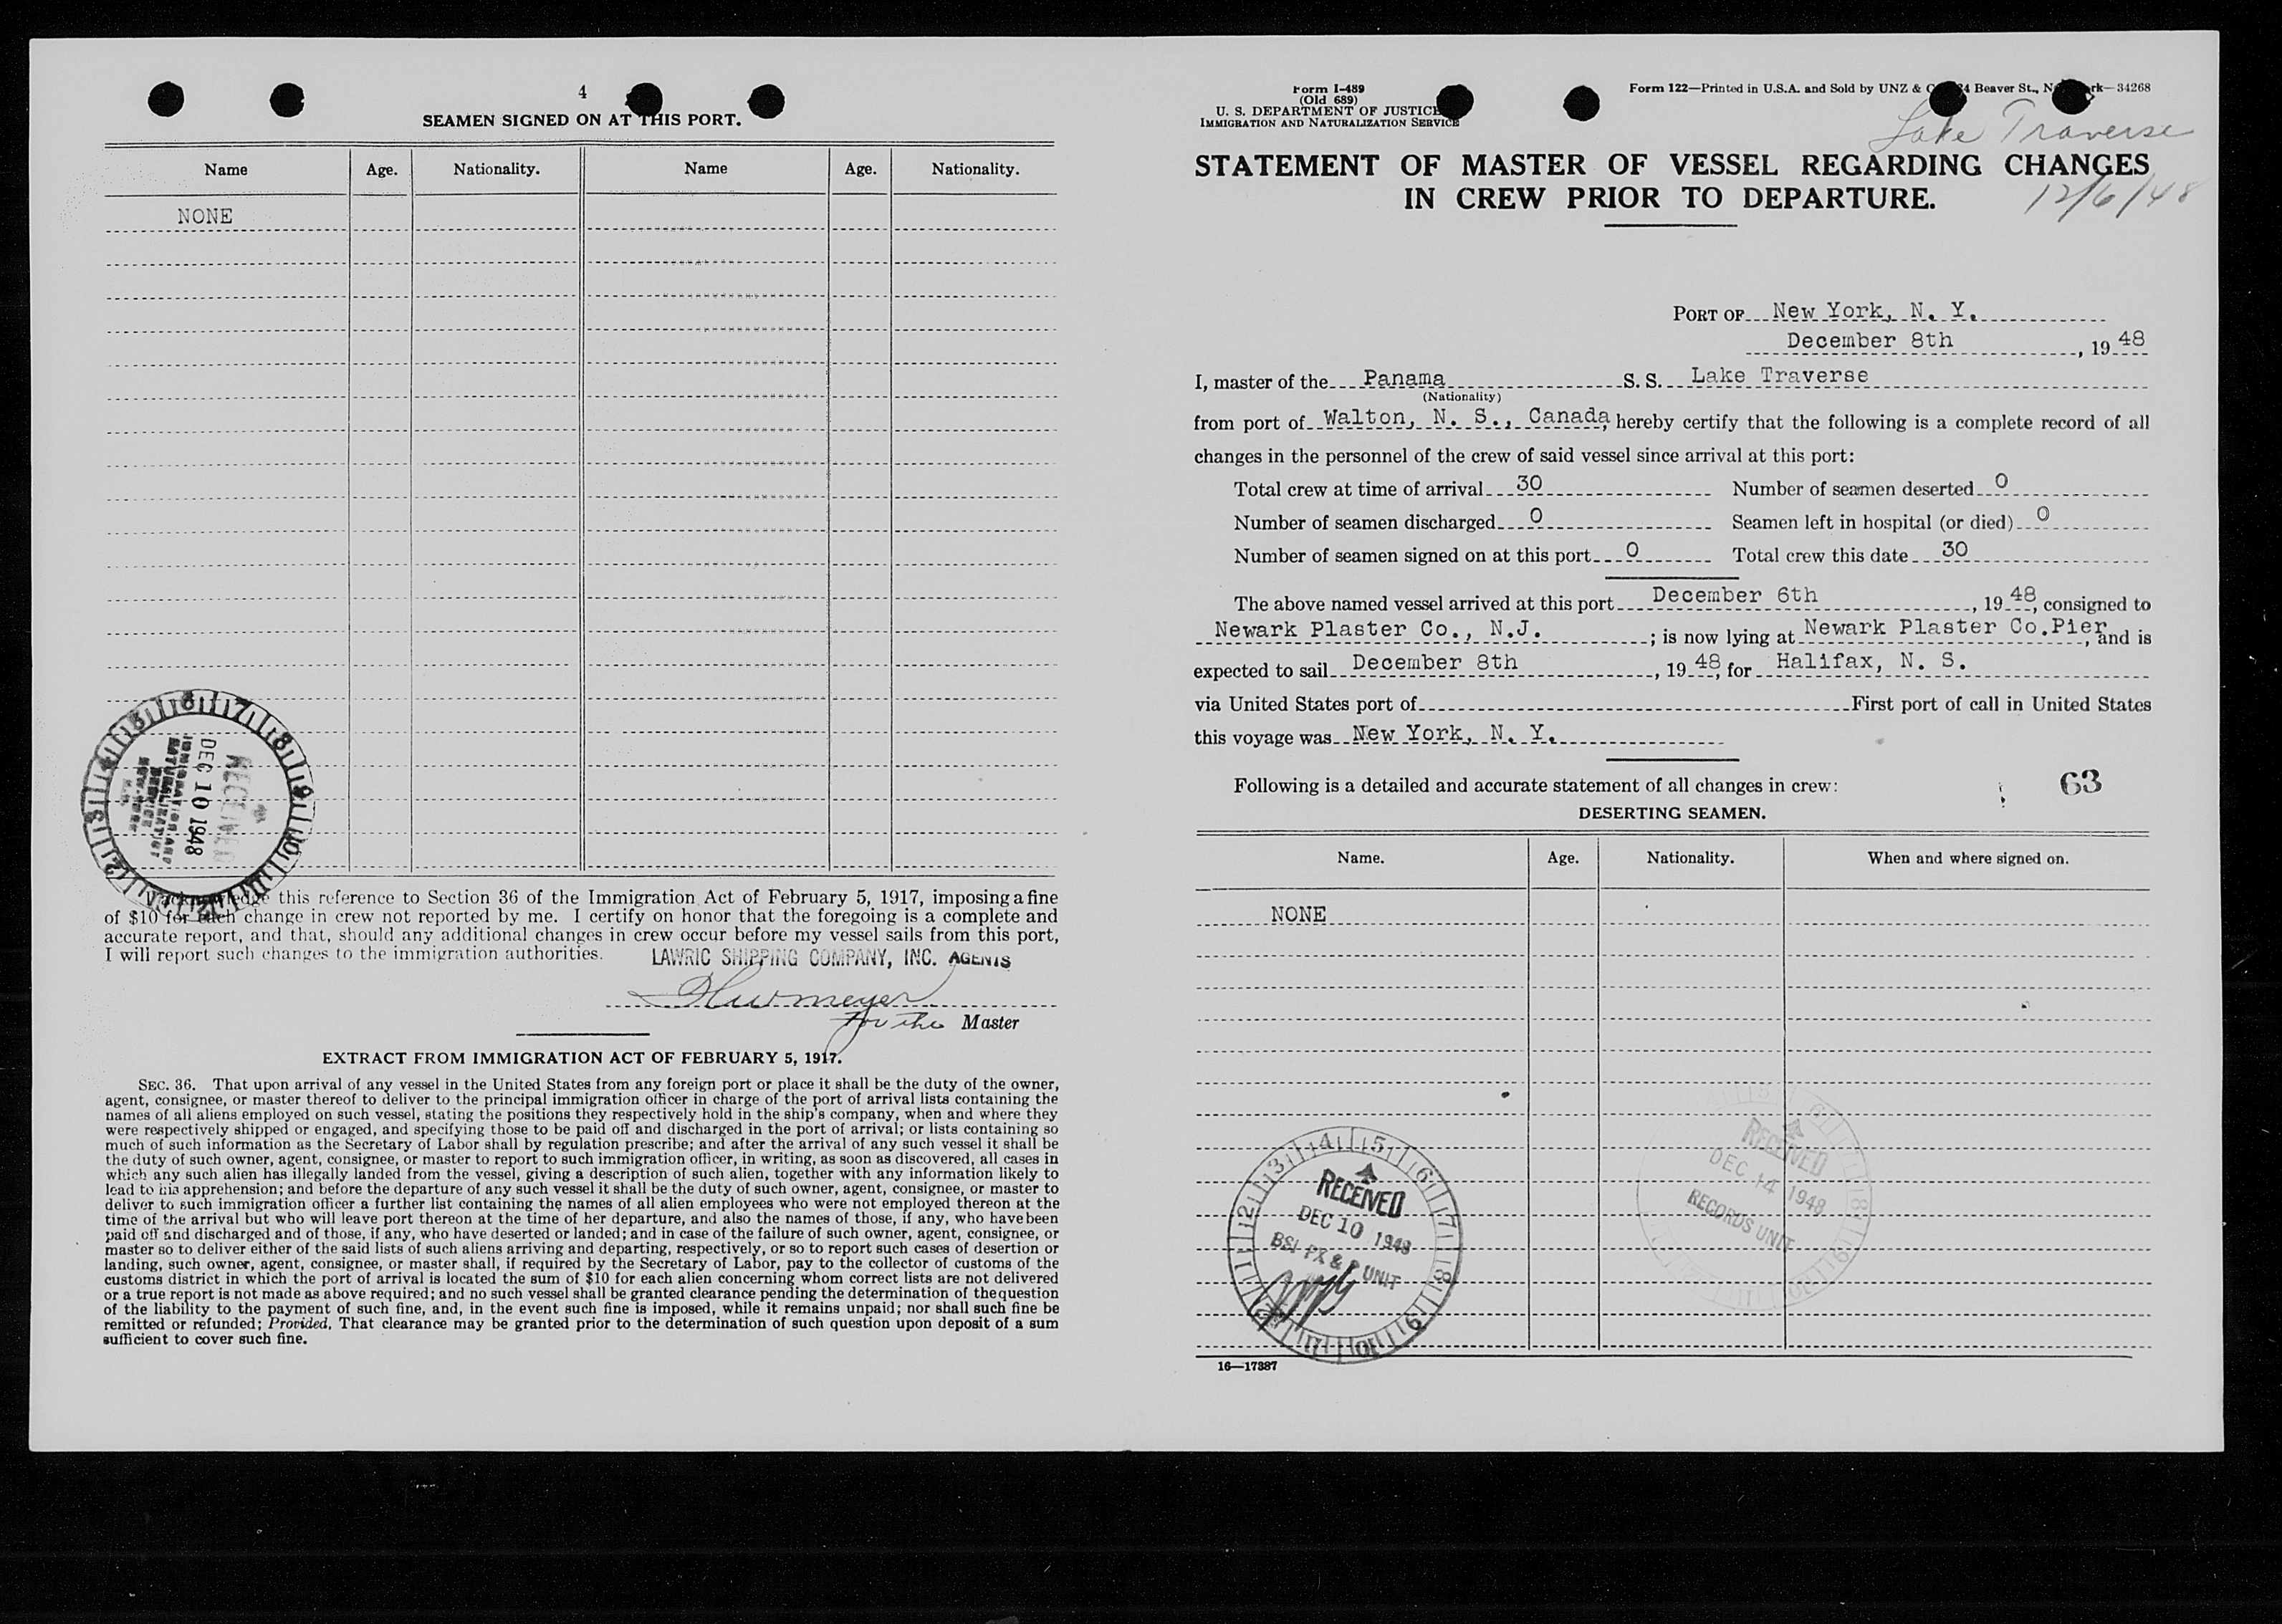 4
SEAMEN SIGNED ON AT THIS PORT.
Name Age. Nationality. Name Age. Nationality.
NONE
RECEIVED
DEC 10 1948
IMMIGRATION AND
NATURALIZATION
SERVICE
NEW YORK
this reference to Section 36 of the Immigration Act of February 5, 1917, imposing a fine
of $10 for each change in crew not reported by me. I certify on honor that the foregoing is a complete and
accurate report, and that, should any additional changes in crew occur before my vessel sails from this port,
I will report such changes to the immigration authorities.
LAWRIC SHIPPING COMPANY, INC. AGENTS
For the Master
EXTRACT FROM IMMIGRATION ACT OF FEBRUARY 5, 1917.
SEC. 36. That upon arrival of any vessel in the United States from any foreign port or place it shall be the duty of the owner,
agent, consignee, or master thereof to deliver to the principal immigration officer in charge of the port of arrival lists containing the
names of all aliens employed on such vessel, stating the positions they respectively hold in the ship's company, when and where they
were respectively shipped or engaged, and specifying those to be paid off and discharged in the port of arrival; or lists containing so
much of such information as the Secretary of Labor shall by regulation prescribe; and after the arrival of any such vessel it shall be
the duty of such owner, agent, consignee, or master to report to such immigration officer, in writing, as soon as discovered, all cases in
which any such alien has illegally landed from the vessel, giving a description of such alien, together with any information likely to
lead to his apprehension; and before the departure of any such vessel it shall be the duty of such owner, agent, consignee, or master to
deliver to such immigration officer a further list containing the names of all alien employees who were not employed thereon at the
time of the arrival but who will leave port thereon at the time of her departure, and also the names of those, if any, who have been
paid off and discharged and of those, if any, who have deserted or landed; and in case of the failure of such owner, agent, consignee, or
master so to deliver either of the said lists of such aliens arriving and departing, respectively, or so to report such cases of desertion or
landing, such owner, agent, consignee, or master shall, if required by the Secretary of Labor, pay to the collector of customs of the
customs district in which the port of arrival is located the sum of $10 for each alien concerning whom correct lists are not delivered
or a true report is not made as above required; and no such vessel shall be granted clearance pending the determination of the question
of the liability to the payment of such fine, and, in the event such fine is imposed, while it remains unpaid; nor shall such fine be
remitted or refunded; Provided, That clearance may be granted prior to the determination of such question upon deposit of a sum
sufficient to cover such fine.
Form I-489
(Old 689)
U. S. DEPARTMENT OF JUSTICE
IMMIGRATION AND NATURALIZATION SERVICE
Form 122—Printed in U.S.A. and Sold by UNZ & Beaver St., 34268
Lake Traverse
STATEMENT OF MASTER OF VESSEL REGARDING CHANGES
IN CREW PRIOR TO DEPARTURE.
12/6/48
PORT OF New York, N. Y.
December 8th, 1948
I, master of the Panama S. S. Lake Traverse
(Nationality)
from port of Walton, N. S., Canada, hereby certify that the following is a complete record of all
changes in the personnel of the crew of said vessel since arrival at this port:
Total crew at time of arrival 30 Number of seamen deserted 0
Number of seamen discharged 0 Seamen left in hospital (or died) 0
Number of seamen signed on at this port 0 Total crew this date 30
The above named vessel arrived at this port December 6th, 1948, consigned to
Newark Plaster Co., N.J.; is now lying at Newark Plaster Co.Pier, and is
expected to sail December 8th, 1948, for Halifax, N. S.
via United States port of First port of call in United States
this voyage was New York, N. Y.
Following is a detailed and accurate statement of all changes in crew:
63
DESERTING SEAMEN.
Name. Age. Nationality. When and where signed on.
NONE
RECEIVED
DEC 10 1948
BSI PX & P UNIT
RECEIVED
DEC 14 1948
RECORDS UNIT
16—17387